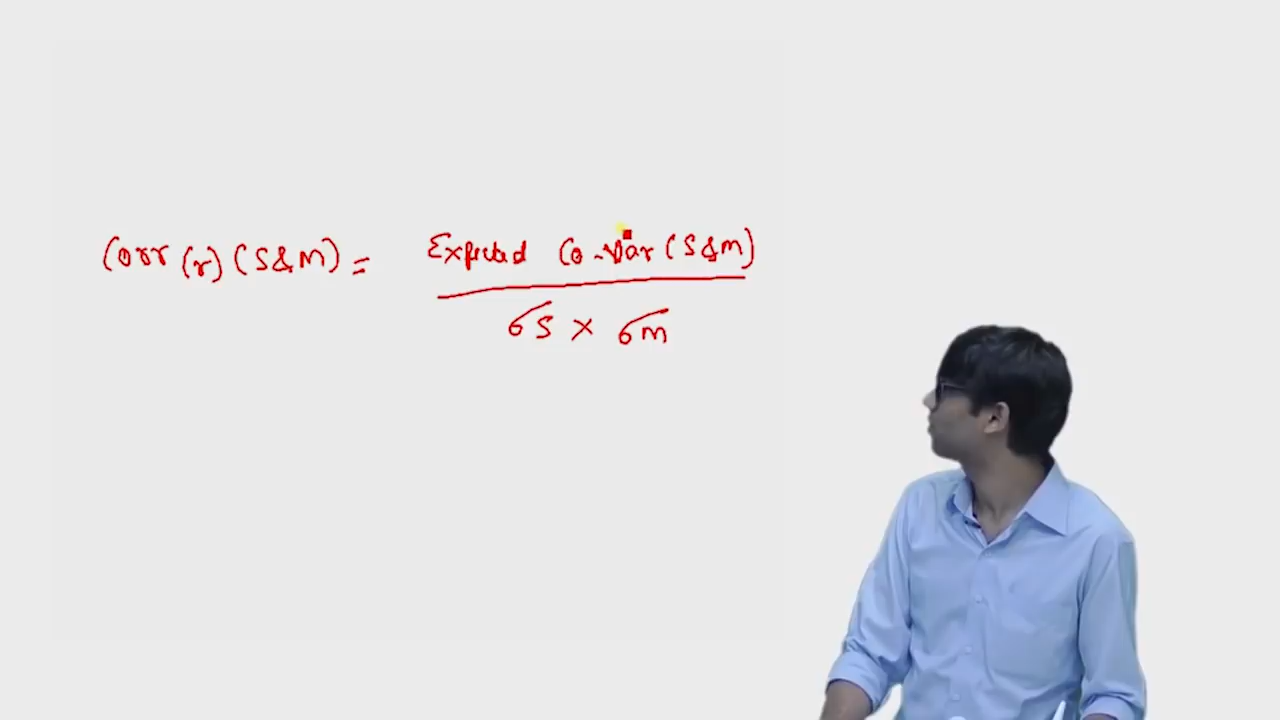 Corr (r) (S&M) = Expected Co-Var (S&M)
σS × σm